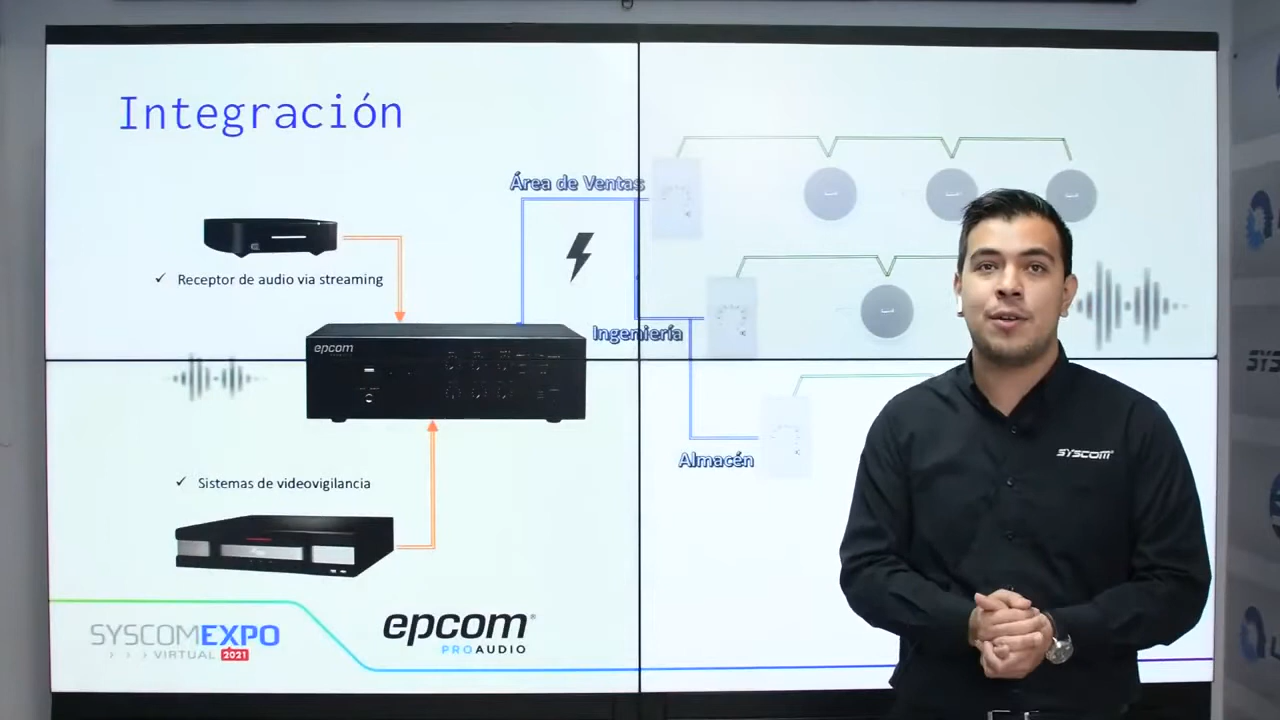 Integración
Área de Ventas
✓ Receptor de audio via streaming
Ingeniería
epcom
Almacén
✓ Sistemas de videovigilancia
SYSCOM®
SYSCOMEXPO
› › › VIRTUAL 2021
epcom®
PROAUDIO
SYS